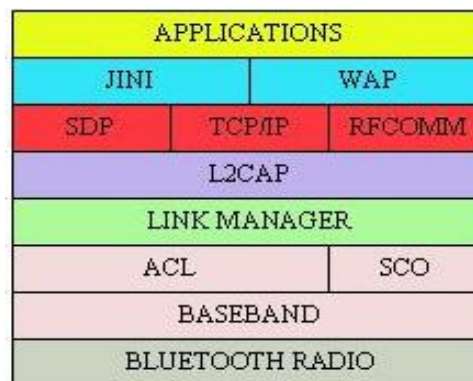 APPLICATIONS
JINI WAP
SDP TCP/IP RFCOMM
L2CAP
LINK MANAGER
ACL SCO
BASEBAND
BLUETOOTH RADIO